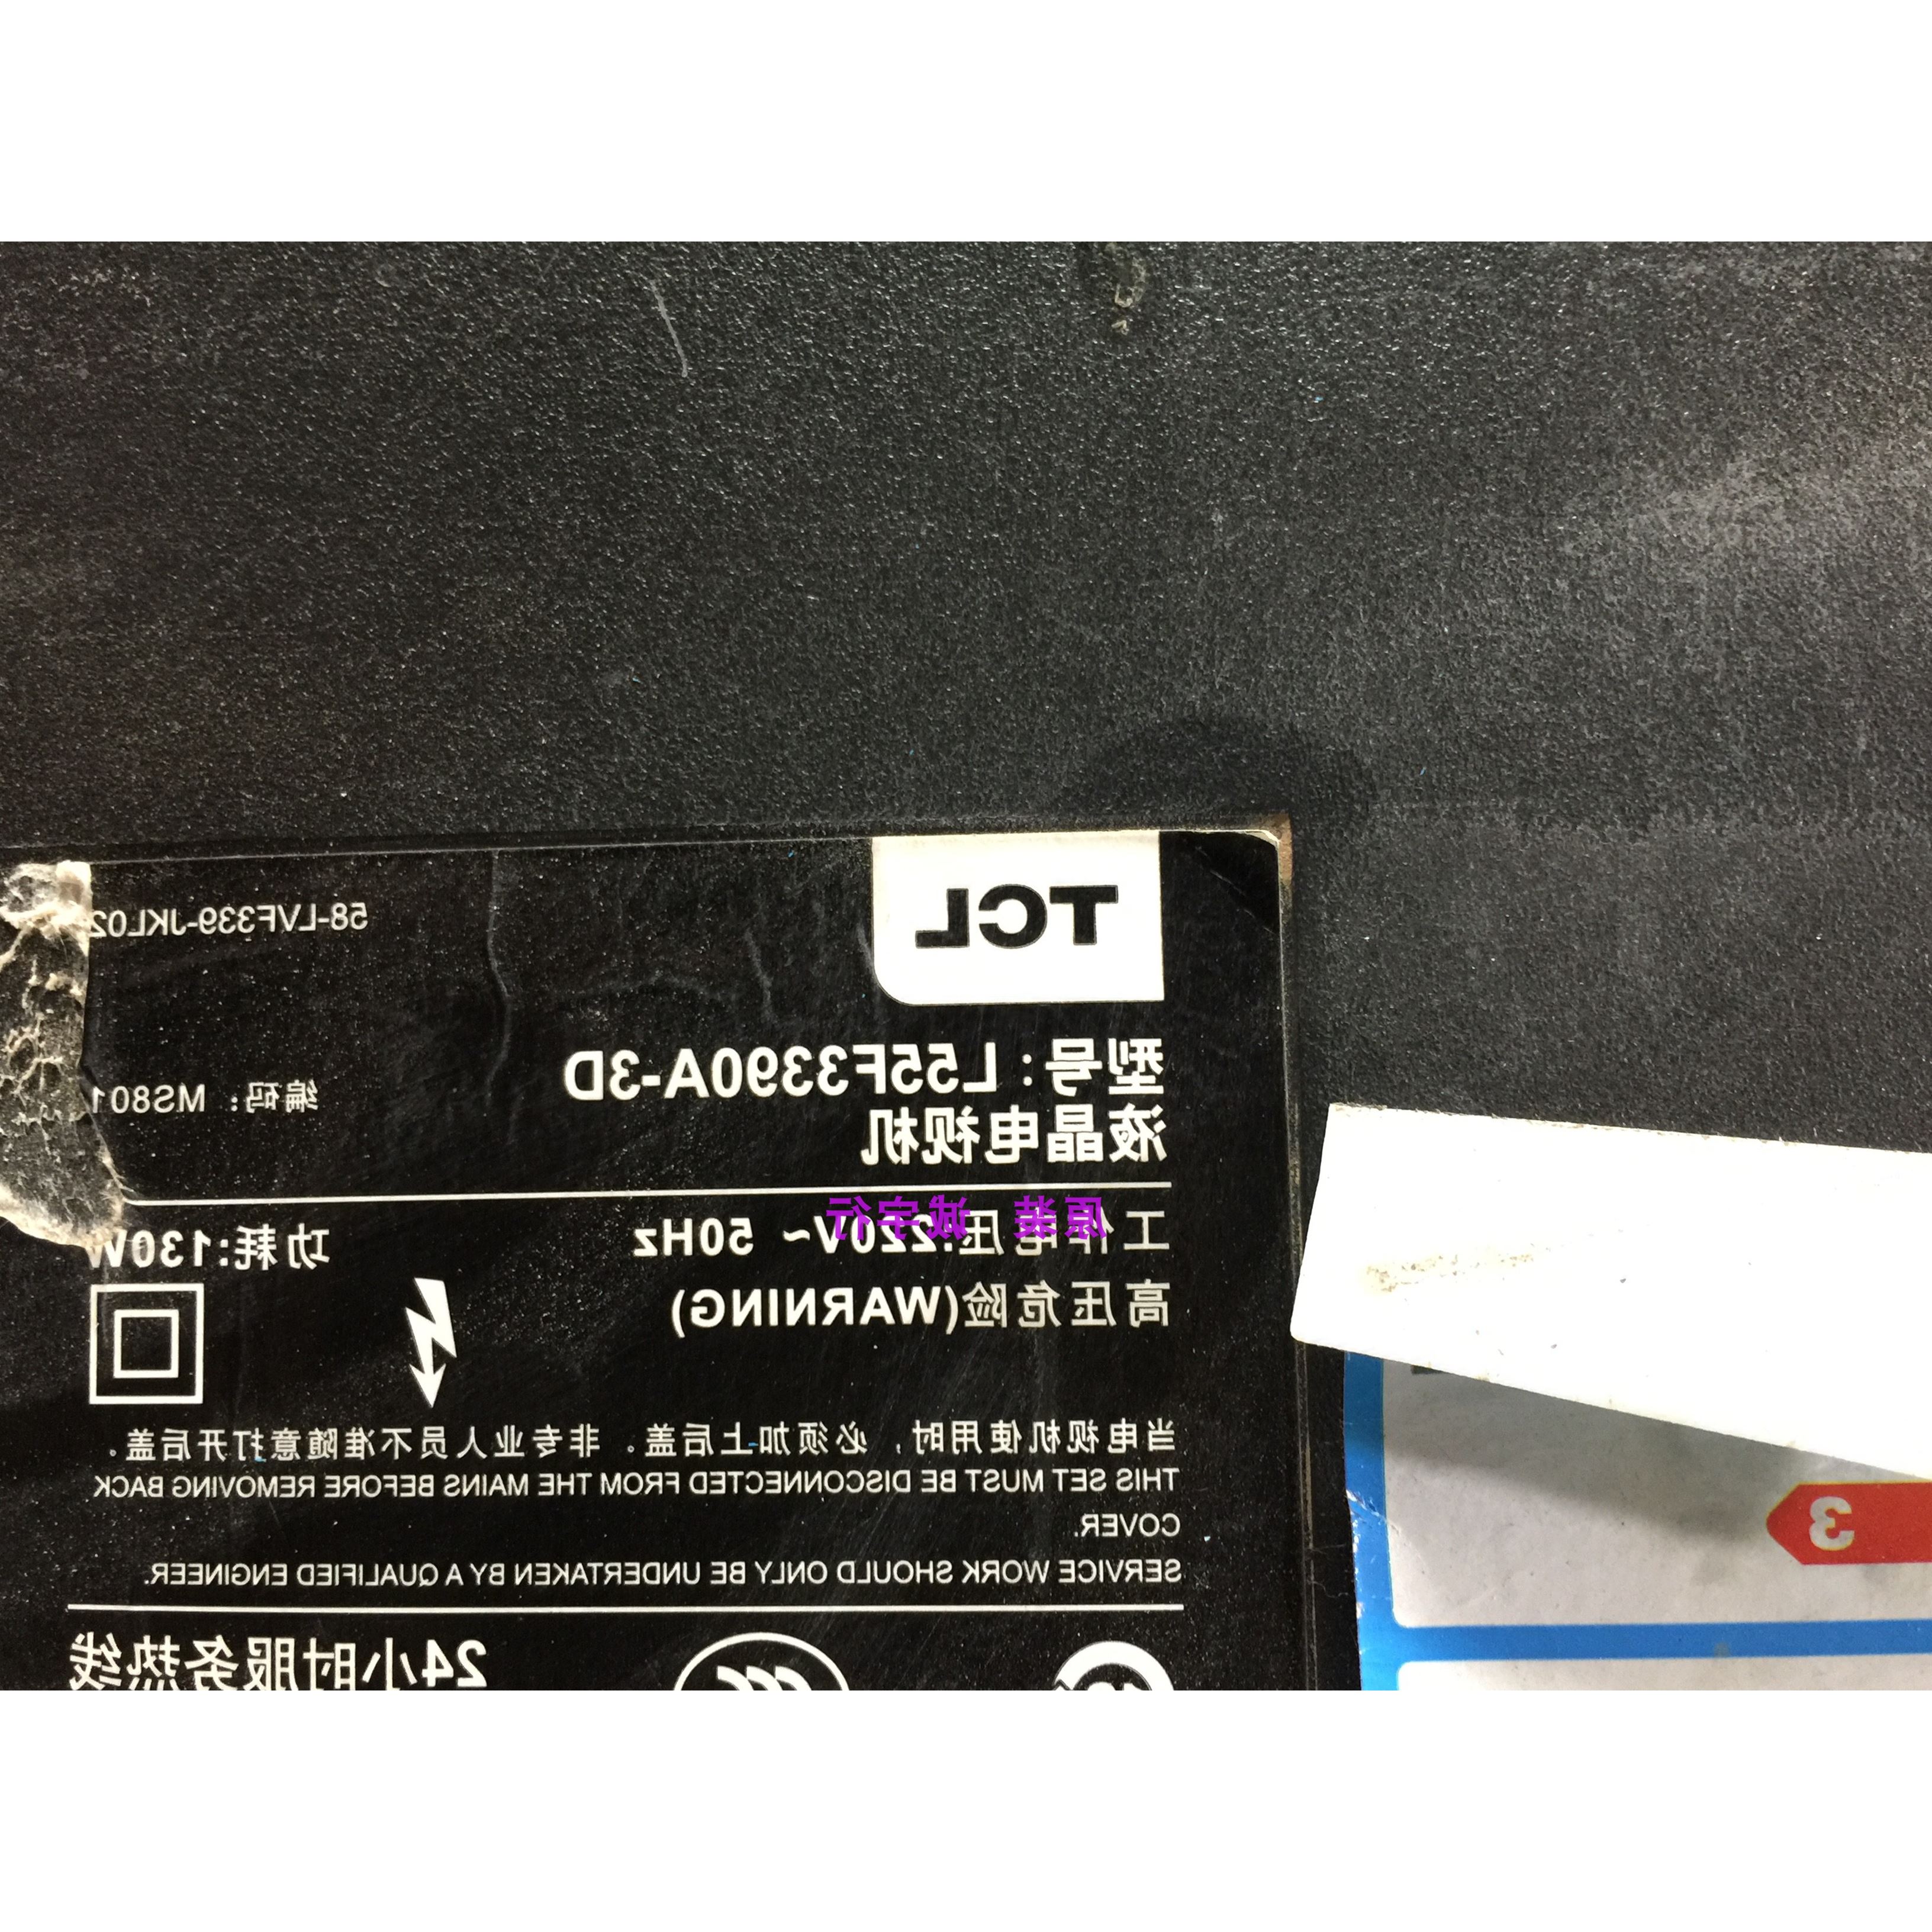 TCL
58-LVF339-JKL02
型号：L55F3390A-3D
编码：MS801
液晶电视机
原装 诚宇行
工作电压:220V~ 50Hz
功耗:130W
高压危险(WARNING)
当电视机使用时，必须加上后盖。非专业人员不准随意打开后盖。
THIS SET MUST BE DISCONNECTED FROM THE MAINS BEFORE REMOVING BACK
COVER.
SERVICE WORK SHOULD ONLY BE UNDERTAKEN BY A QUALIFIED ENGINEER.
24小时服务热线
3